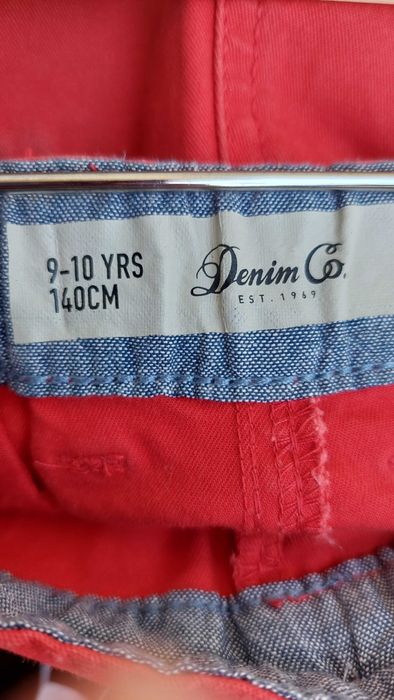 9-10 YRS
140CM
Denim Co.
EST. 1969